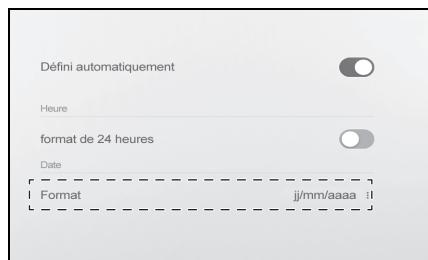 Défini automatiquement
Heure
format de 24 heures
Date
Format jj/mm/aaaa